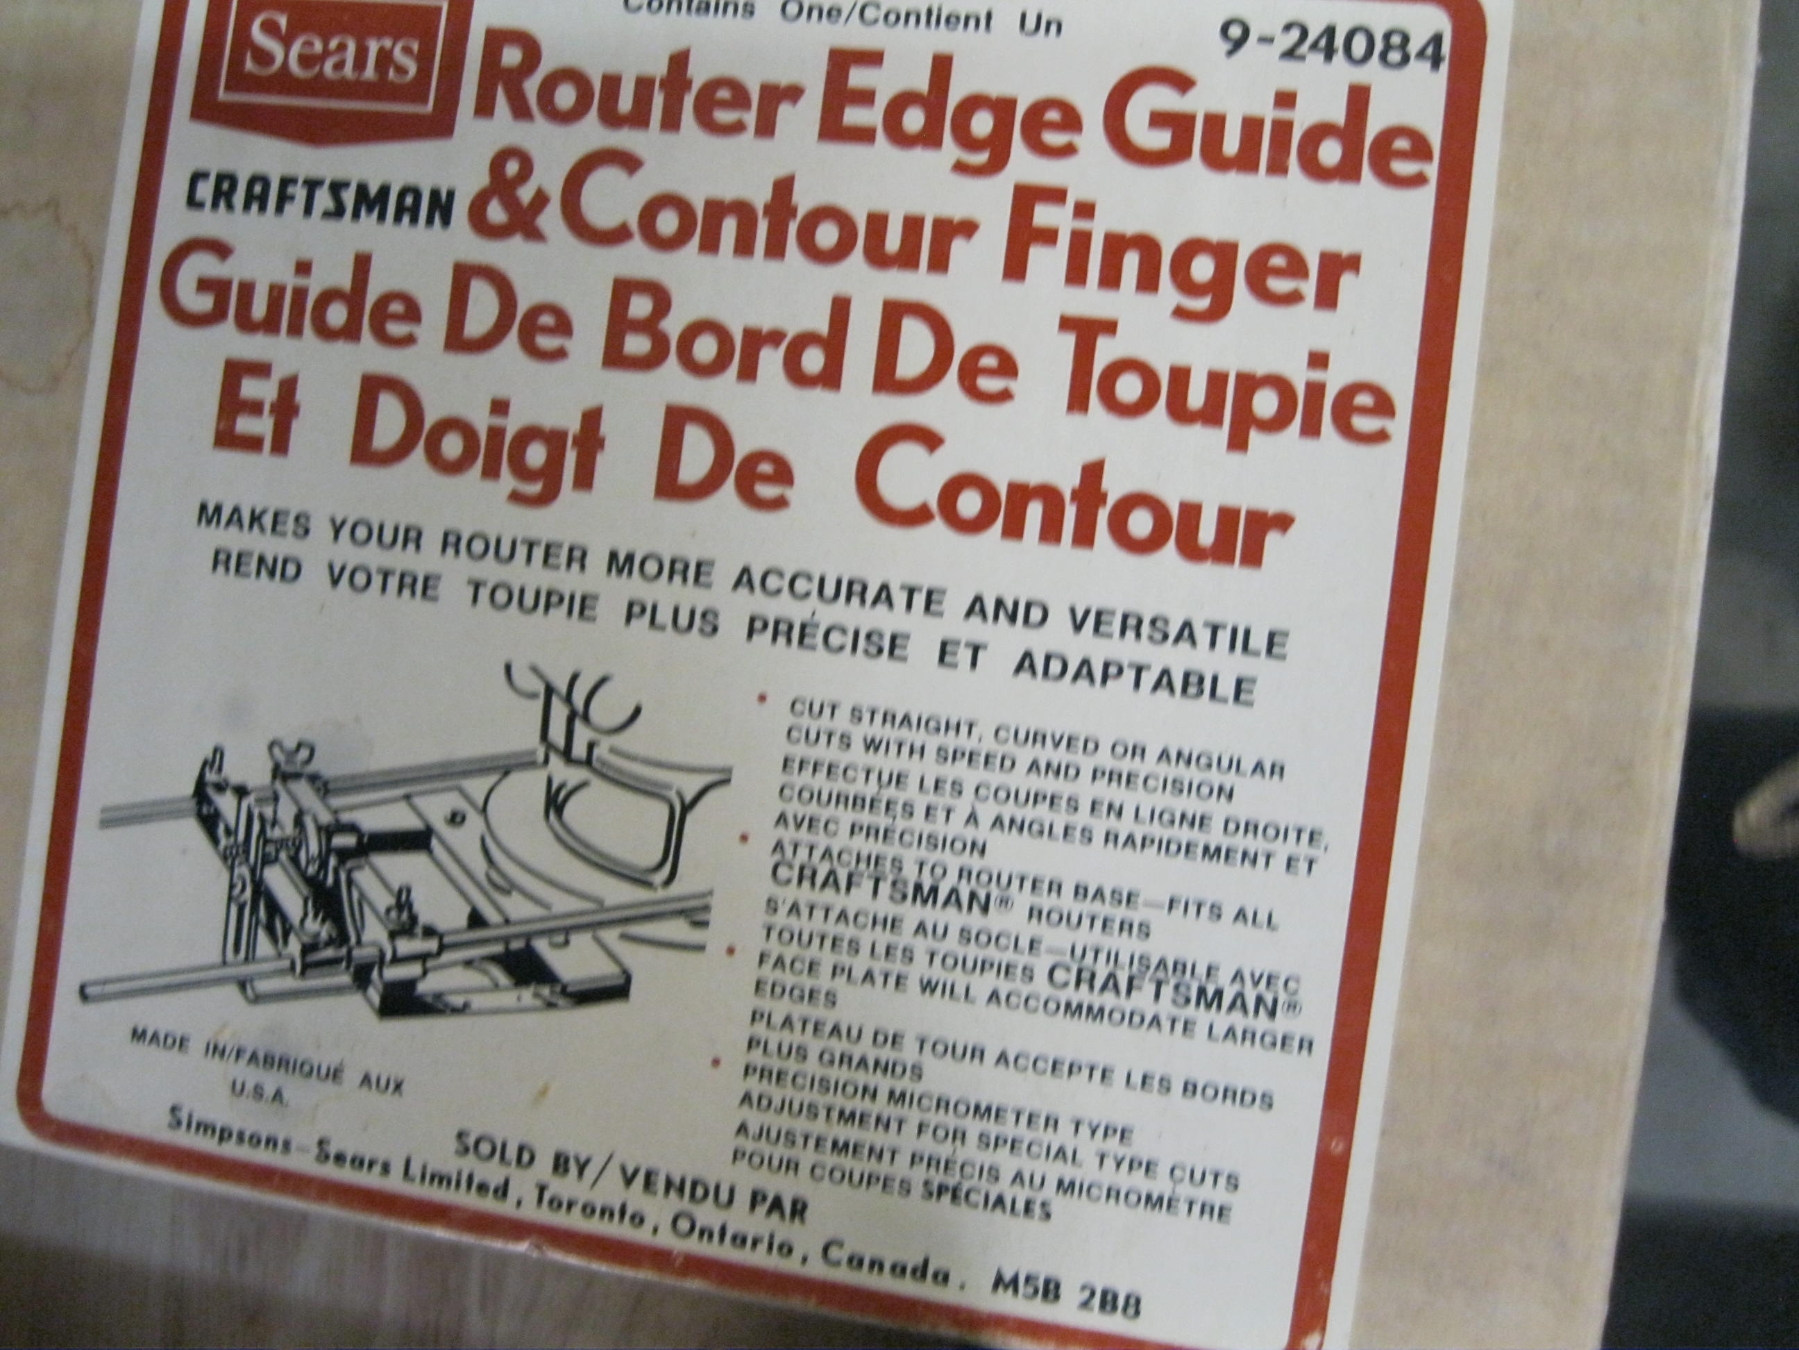 Contains One/Contient Un
9-24084
Sears
Router Edge Guide
CRAFTSMAN & Contour Finger
Guide De Bord De Toupie
Et Doigt De Contour
MAKES YOUR ROUTER MORE ACCURATE AND VERSATILE
REND VOTRE TOUPIE PLUS PRÉCISE ET ADAPTABLE
• CUT STRAIGHT, CURVED OR ANGULAR
CUTS WITH SPEED AND PRECISION
EFFECTUE LES COUPES EN LIGNE DROITE,
COURBÉES ET À ANGLES RAPIDEMENT ET
AVEC PRÉCISION
• ATTACHES TO ROUTER BASE—FITS ALL
CRAFTSMAN® ROUTERS
S'ATTACHE AU SOCLE—UTILISABLE AVEC
TOUTES LES TOUPIES CRAFTSMAN®
• FACE PLATE WILL ACCOMMODATE LARGER
EDGES
PLATEAU DE TOUR ACCEPTE LES BORDS
PLUS GRANDS
• PRECISION MICROMETER TYPE
ADJUSTMENT FOR SPECIAL TYPE CUTS
AJUSTEMENT PRÉCIS AU MICROMÈTRE
POUR COUPES SPÉCIALES
MADE IN/FABRIQUÉ AUX
U.S.A.
SOLD BY/VENDU PAR
Simpsons-Sears Limited, Toronto, Ontario, Canada. M5B 2B8